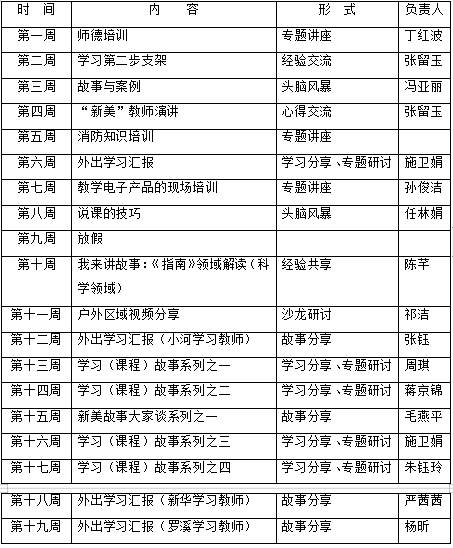 时 间 内 容 形 式 负责人
第一周 师德培训 专题讲座 丁红波
第二周 学习第二步支架 经验交流 张留玉
第三周 故事与案例 头脑风暴 冯亚丽
第四周 “新美”教师演讲 心得交流 张留玉
第五周 消防知识培训 专题讲座
第六周 外出学习汇报 学习分享、专题研讨 施卫娟
第七周 教学电子产品的现场培训 专题讲座 孙俊洁
第八周 说课的技巧 头脑风暴 任林娟
第九周 放假
第十周 我来讲故事：《指南》领域解读（科 经验共享 陈芊
学领域）
第十一周 户外区域视频分享 沙龙研讨 祁洁
第十二周 外出学习汇报（小河学习教师） 故事分享 张钰
第十三周 学习（课程）故事系列之一 学习分享、专题研讨 周琪
第十四周 学习（课程）故事系列之二 学习分享、专题研讨 蒋京锦
第十五周 新美故事大家谈系列之一 故事分享 毛燕平
第十六周 学习（课程）故事系列之三 学习分享、专题研讨 施卫娟
第十七周 学习（课程）故事系列之四 学习分享、专题研讨 朱钰玲
第十八周 外出学习汇报（新华学习教师） 故事分享 严茜茜
第十九周 外出学习汇报（罗溪学习教师） 故事分享 杨昕